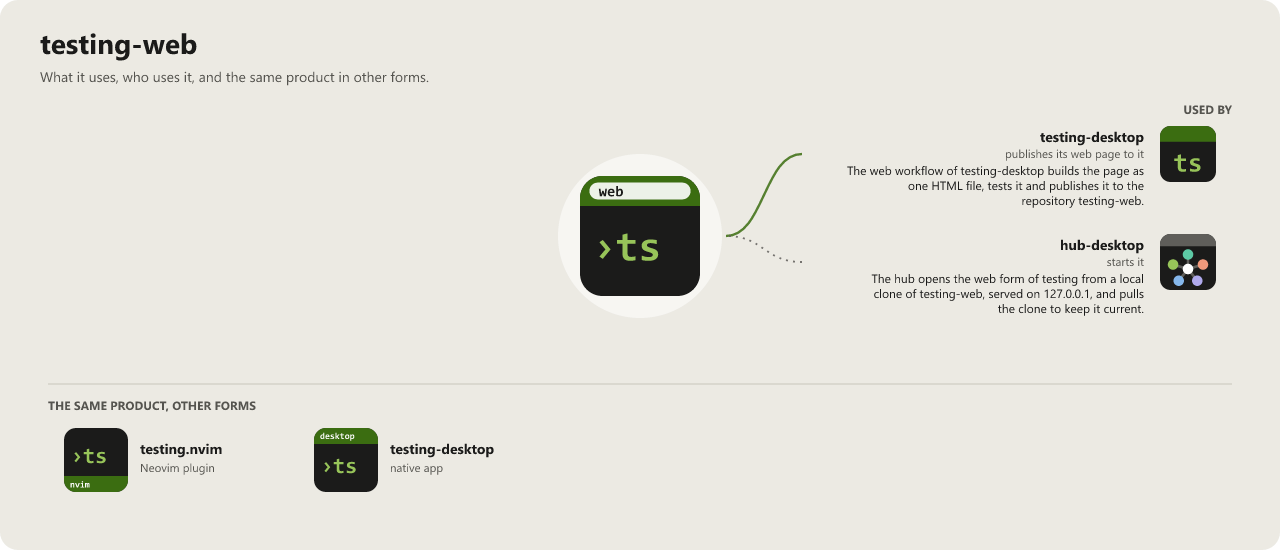 testing-web
What it uses, who uses it, and the same product in other forms.
USED BY
testing-desktop
publishes its web page to it
The web workflow of testing-desktop builds the page as
one HTML file, tests it and publishes it to the
repository testing-web.
ts
web
›ts
hub-desktop
starts it
The hub opens the web form of testing from a local
clone of testing-web, served on 127.0.0.1, and pulls
the clone to keep it current.
THE SAME PRODUCT, OTHER FORMS
›ts
nvim
testing.nvim
Neovim plugin
desktop
›ts
testing-desktop
native app